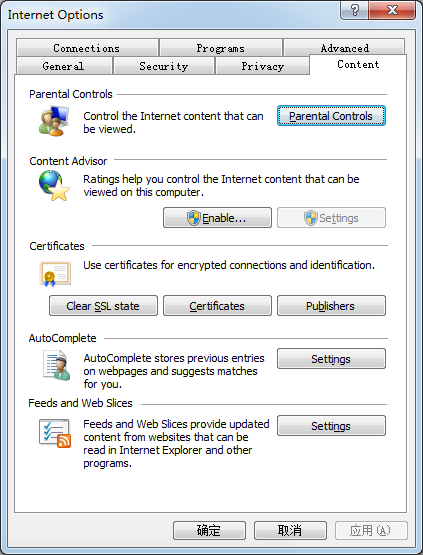 Internet Options
Connections Programs Advanced
General Security Privacy Content
Parental Controls
Control the Internet content that can
be viewed.
Parental Controls
Content Advisor
Ratings help you control the Internet content that can be
viewed on this computer.
Enable... Settings
Certificates
Use certificates for encrypted connections and identification.
Clear SSL state Certificates Publishers
AutoComplete
AutoComplete stores previous entries
on webpages and suggests matches
for you.
Settings
Feeds and Web Slices
Feeds and Web Slices provide updated
content from websites that can be
read in Internet Explorer and other
programs.
Settings
确定 取消 应用(A)